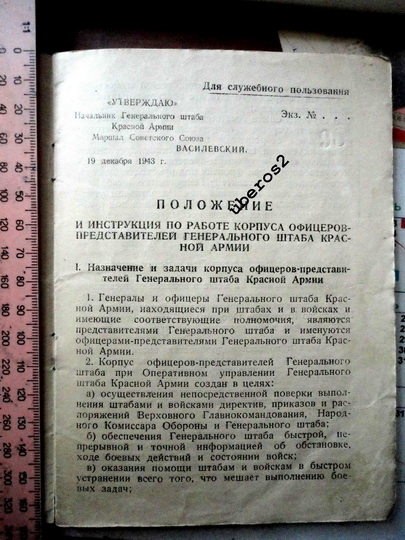 Для служебного пользования
«УТВЕРЖДАЮ»
Начальник Генерального штаба
Экз. № . . .
Красной Армии
Маршал Советского Союза
ВАСИЛЕВСКИЙ.
19 декабря 1943 г.
uberos2
ПОЛОЖЕНИЕ
И ИНСТРУКЦИЯ ПО РАБОТЕ КОРПУСА ОФИЦЕРОВ-
ПРЕДСТАВИТЕЛЕЙ ГЕНЕРАЛЬНОГО ШТАБА КРАС-
НОЙ АРМИИ
I. Назначение и задачи корпуса офицеров-представи-
телей Генерального штаба Красной Армии
1. Генералы и офицеры Генерального штаба Крас-
ной Армии, находящиеся при штабах и в войсках и
имеющие соответствующие полномочия, являются
представителями Генерального штаба и именуются
офицерами-представителями Генерального штаба Крас-
ной Армии.
2. Корпус офицеров-представителей Генерального
штаба при Оперативном управлении Генерального
штаба Красной Армии создан в целях:
а) осуществления непосредственной поверки выпол-
нения штабами и войсками директив, приказов и рас-
поряжений Верховного Главнокомандования, Народ-
ного Комиссара Обороны и Генерального штаба;
б) обеспечения Генерального штаба быстрой, не-
прерывной и точной информацией об обстановке,
ходе боевых действий и состоянии войск;
в) оказания помощи штабам и войскам в быстром
устранении всего того, что мешает выполнению бое-
вых задач;